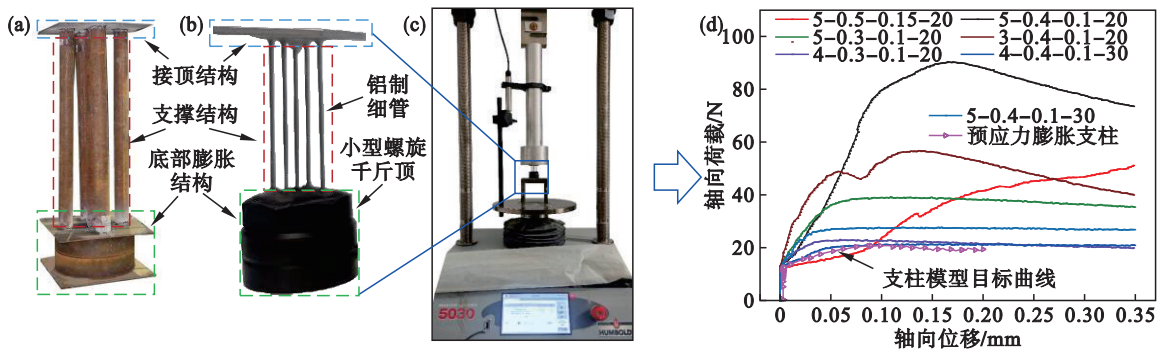 (a)
接顶结构
支撑结构
底部膨胀
结构
(b)
铝制
细管
小型螺旋
千斤顶
(c)
5030
HUMBOLDT
(d)
轴向荷载/N
100
80
60
40
20
0
5-0.5-0.15-20
5-0.4-0.1-20
5-0.3-0.1-20
3-0.4-0.1-20
4-0.3-0.1-20
4-0.4-0.1-30
5-0.4-0.1-30
预应力膨胀支柱
支柱模型目标曲线
0
0.05
0.10
0.15
0.20
0.25
0.30
0.35
轴向位移/mm